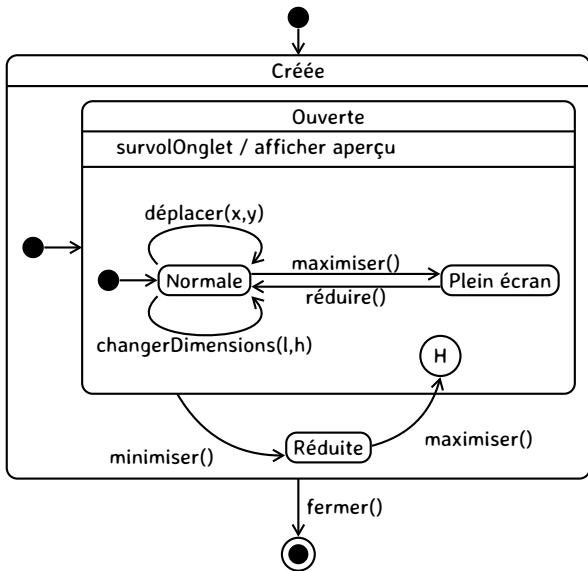 Créée
Ouverte
survolOnglet / afficher aperçu
déplacer(x,y)
maximiser()
Normale
Plein écran
réduire()
changerDimensions(l,h)
H
minimiser()
Réduite
maximiser()
fermer()